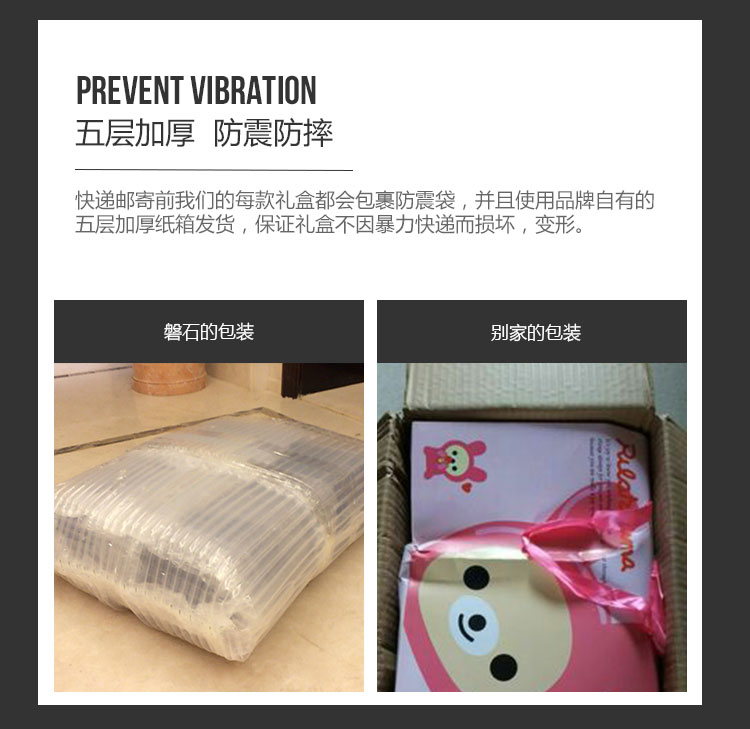 PREVENT VIBRATION
五层加厚 防震防摔
快递邮寄前我们的每款礼盒都会包裹防震袋，并且使用品牌自有的
五层加厚纸箱发货，保证礼盒不因暴力快递而损坏，变形。
磐石的包装
别家的包装